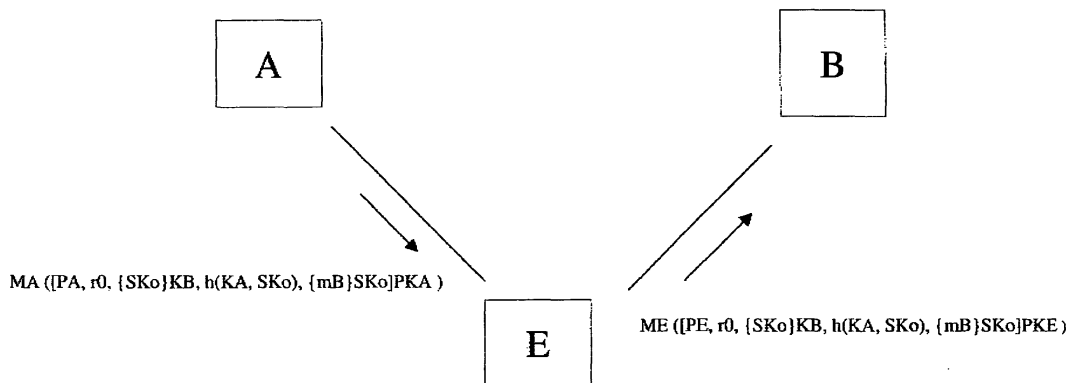 A
B
MA ([PA, r0, {SKo}KB, h(KA, SKo), {mB}SKo]PKA )
ME ([PE, r0, {SKo}KB, h(KA, SKo), {mB}SKo]PKE )
E